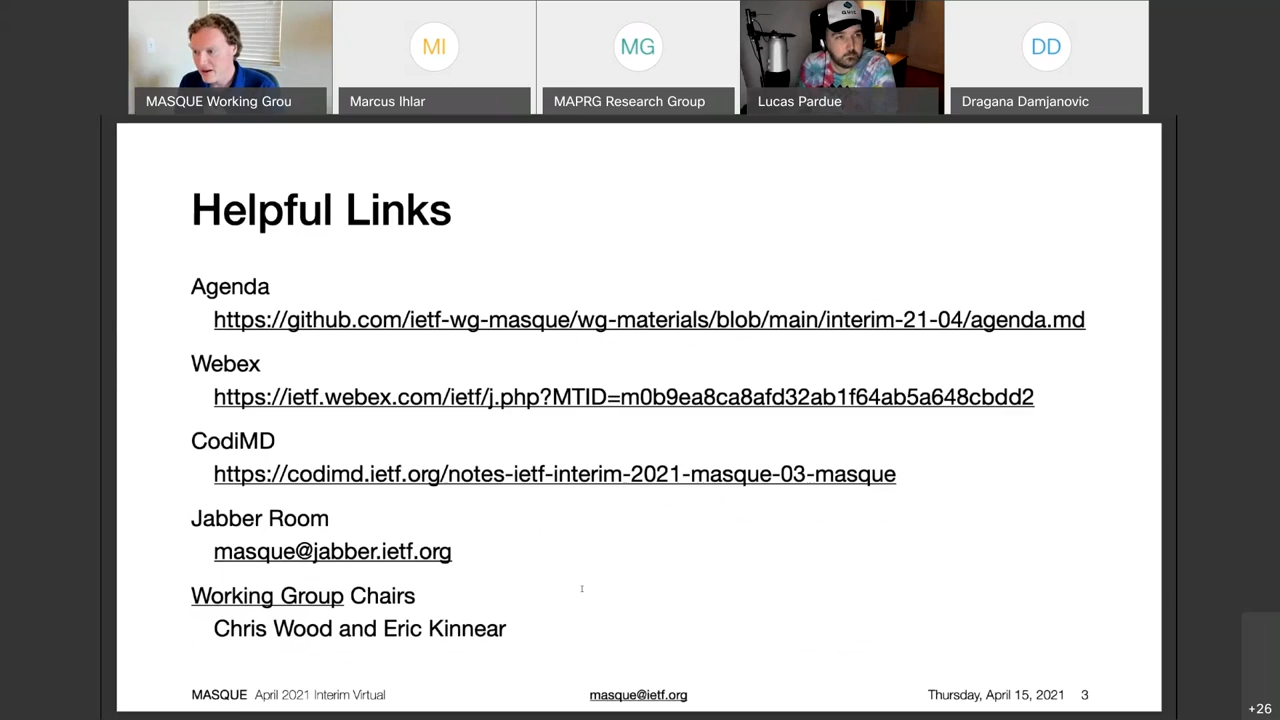 MI
MG
DD
MASQUE Working Grou
Marcus Ihlar
MAPRG Research Group
Lucas Pardue
Dragana Damjanovic
Helpful Links
Agenda
https://github.com/ietf-wg-masque/wg-materials/blob/main/interim-21-04/agenda.md
Webex
https://ietf.webex.com/ietf/j.php?MTID=m0b9ea8ca8afd32ab1f64ab5a648cbdd2
CodiMD
https://codimd.ietf.org/notes-ietf-interim-2021-masque-03-masque
Jabber Room
masque@jabber.ietf.org
Working Group Chairs
Chris Wood and Eric Kinnear
MASQUE April 2021 Interim Virtual
masque@ietf.org
Thursday, April 15, 2021 3
+26